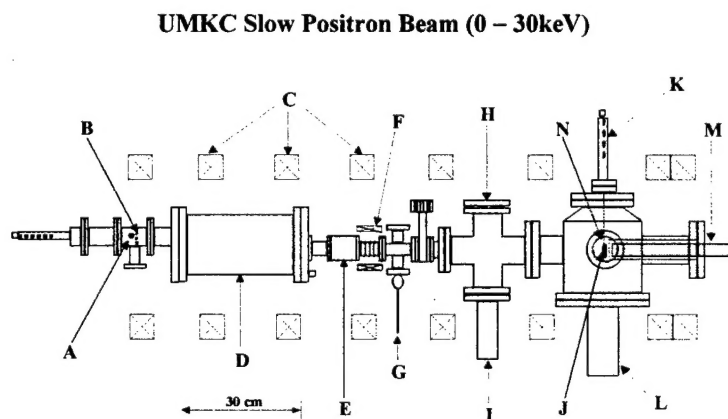 UMKC Slow Positron Beam (0 – 30keV)
K
B
C
F
H
N
M
A
D
E
G
I
J
L
30 cm